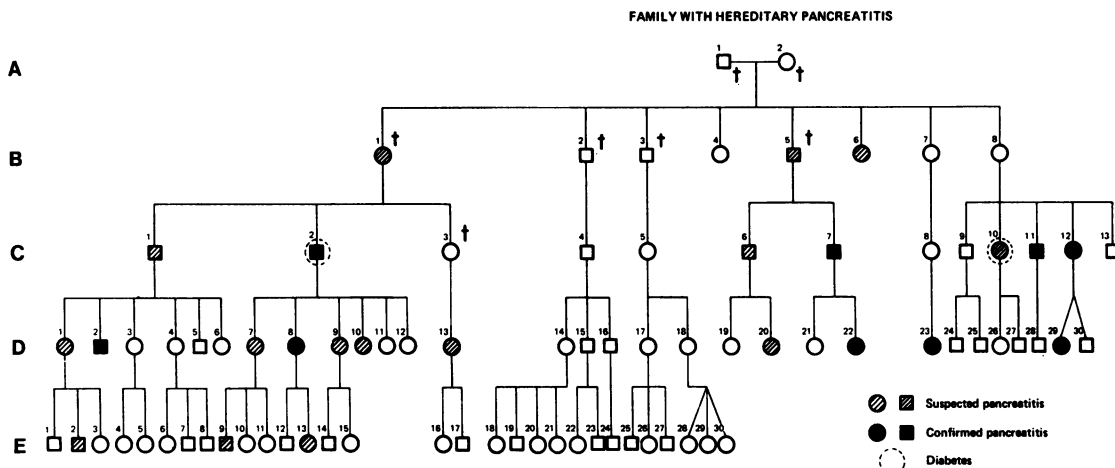 FAMILY WITH HEREDITARY PANCREATITIS
1 2
A † †
1 † 2 † 3 † 4 5 † 6 7 8
B
1 2 3 † 4 5 6 7 8 9 10 11 12 13
C
1 2 3 4 5 6 7 8 9 10 11 12 13 14 15 16 17 18 19 20 21 22 23 24 25 26 27 28 29 30
D
Suspected pancreatitis
1 2 3 4 5 6 7 8 9 10 11 12 13 14 15 16 17 18 19 20 21 22 23 24 25 26 27 28 29 30
Confirmed pancreatitis
E
Diabetes